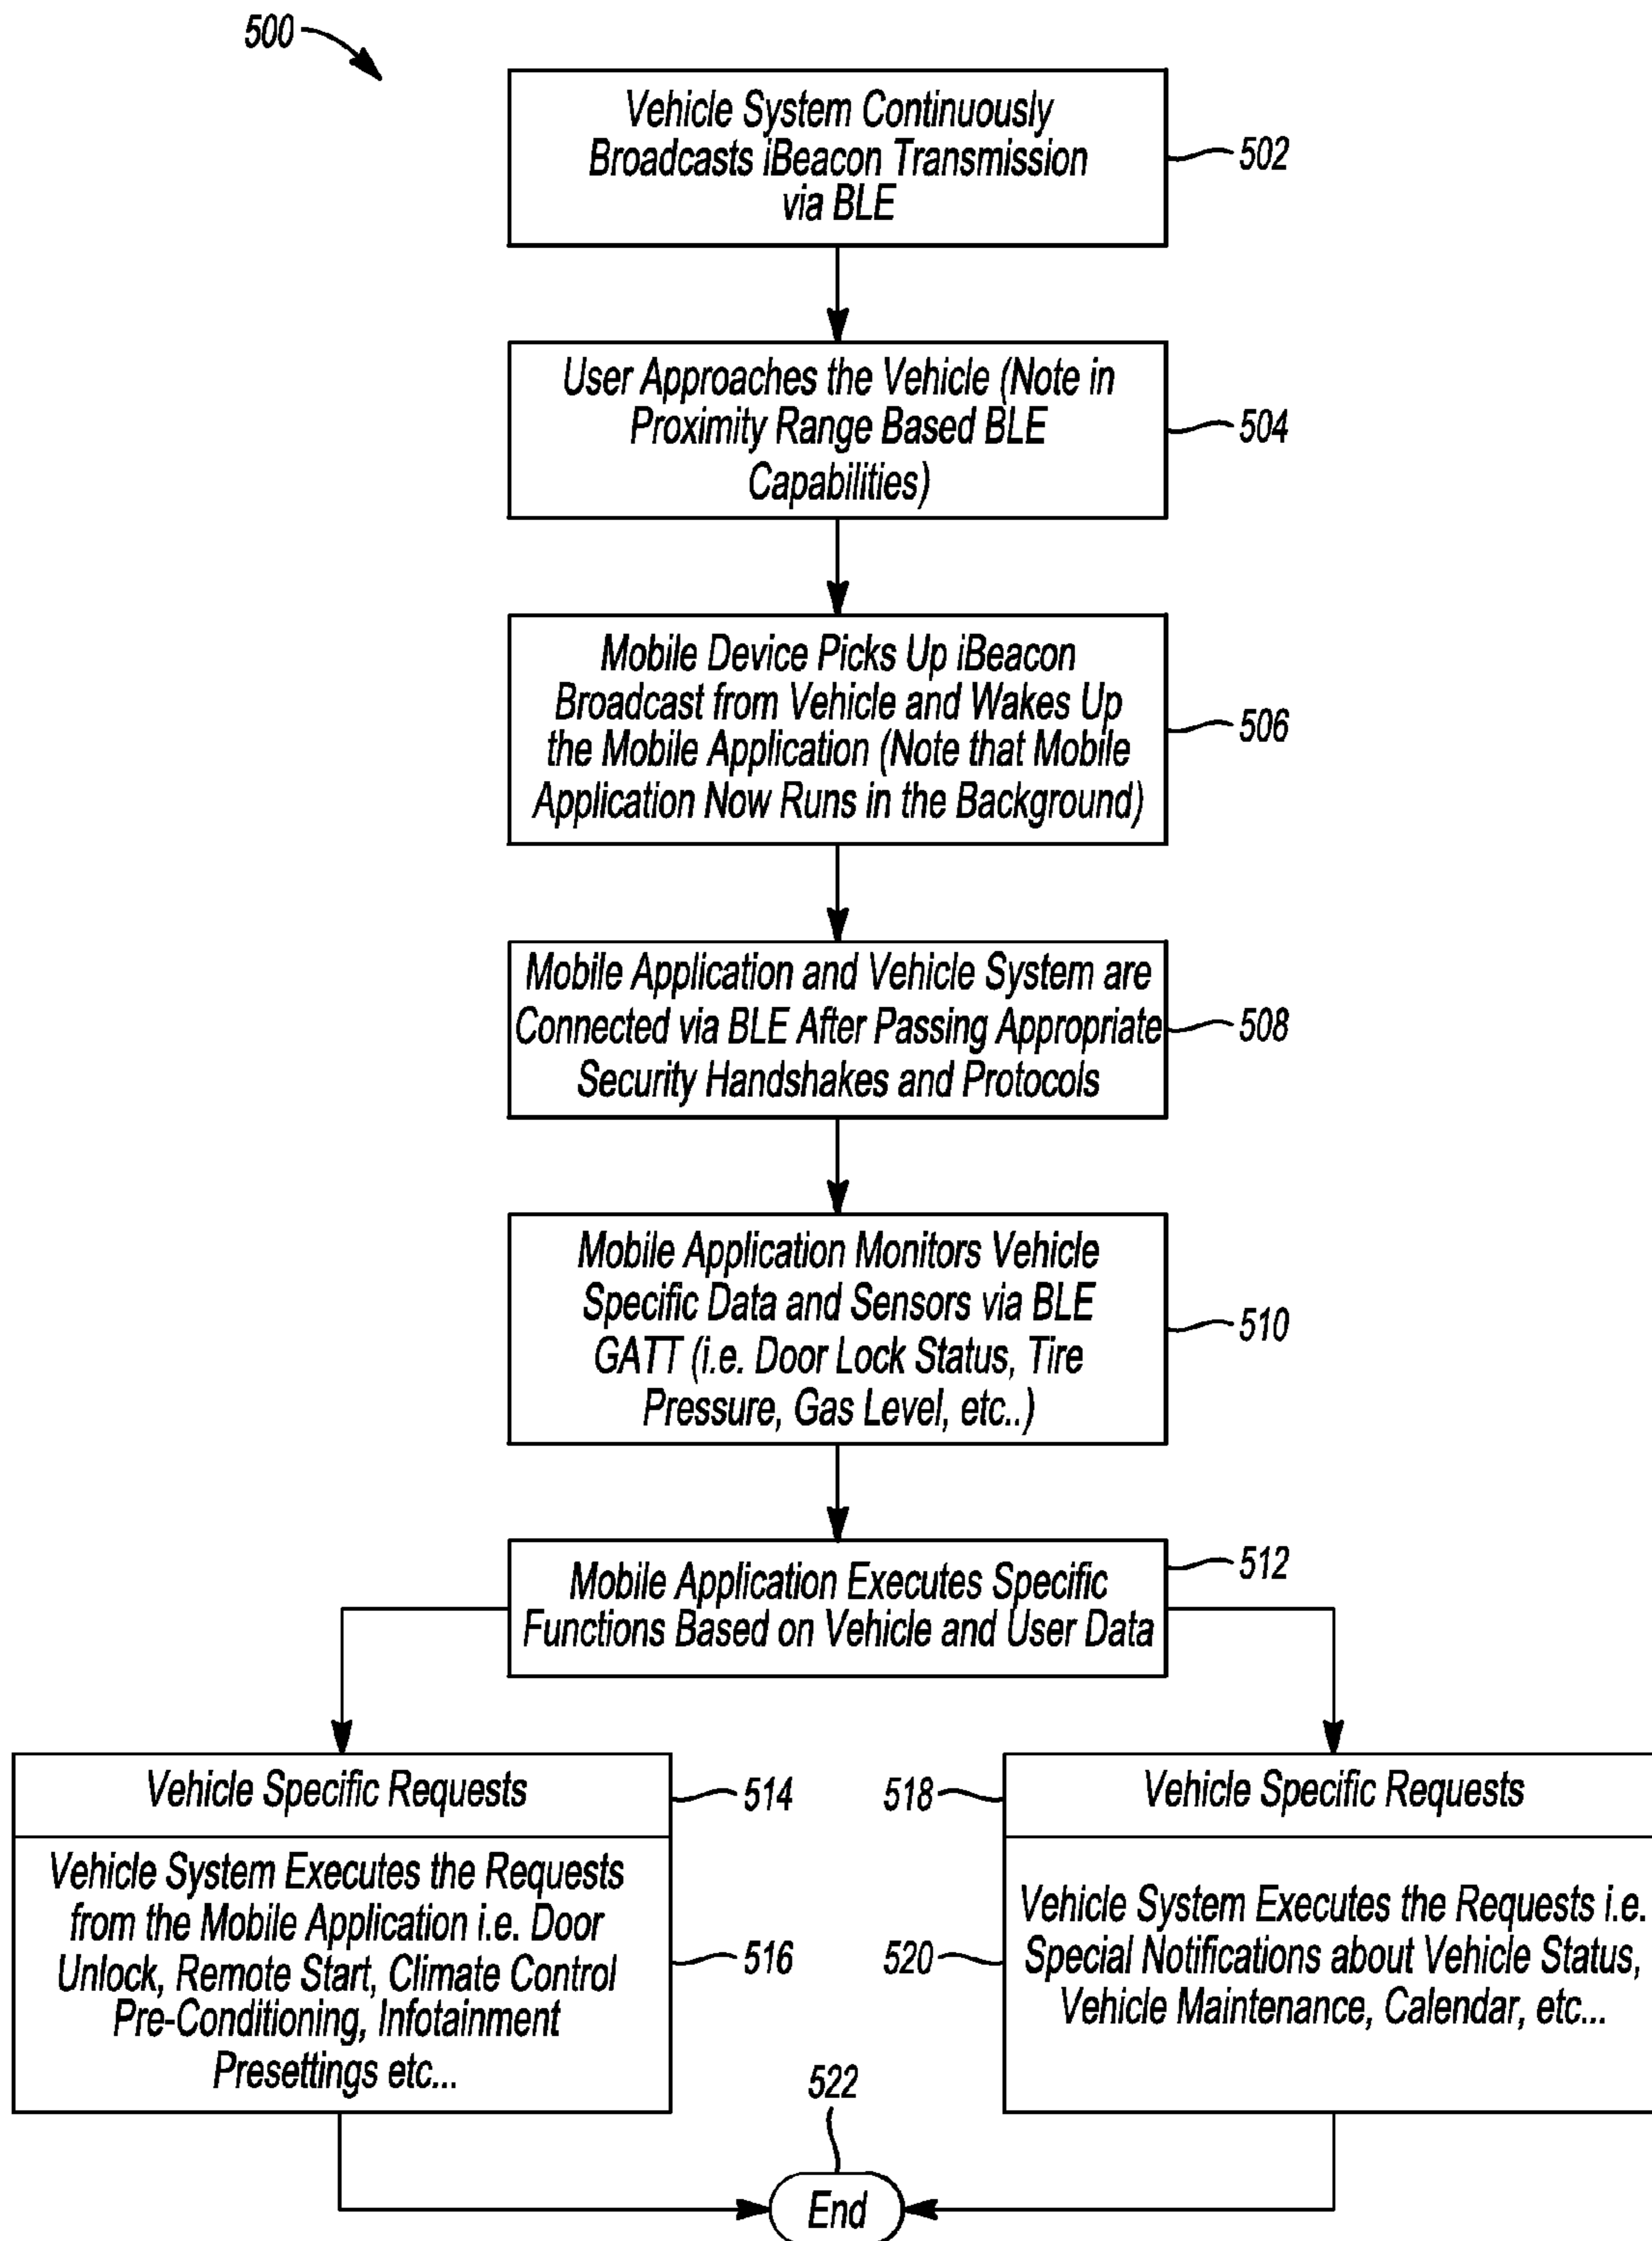 500
Vehicle System Continuously
Broadcasts iBeacon Transmission
via BLE
502
User Approaches the Vehicle (Note in
Proximity Range Based BLE
Capabilities)
504
Mobile Device Picks Up iBeacon
Broadcast from Vehicle and Wakes Up
the Mobile Application (Note that Mobile
Application Now Runs in the Background)
506
Mobile Application and Vehicle System are
Connected via BLE After Passing Appropriate
Security Handshakes and Protocols
508
Mobile Application Monitors Vehicle
Specific Data and Sensors via BLE
GATT (i.e. Door Lock Status, Tire
Pressure, Gas Level, etc..)
510
Mobile Application Executes Specific
Functions Based on Vehicle and User Data
512
Vehicle Specific Requests
514
Vehicle System Executes the Requests
from the Mobile Application i.e. Door
Unlock, Remote Start, Climate Control
Pre-Conditioning, Infotainment
Presettings etc...
516
518
Vehicle Specific Requests
520
Vehicle System Executes the Requests i.e.
Special Notifications about Vehicle Status,
Vehicle Maintenance, Calendar, etc...
522
End